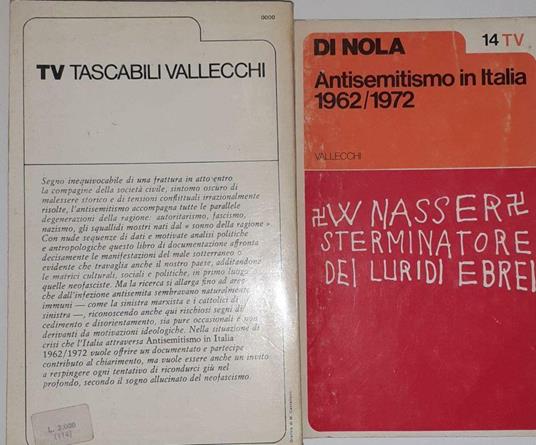 0000
TV TASCABILI VALLECCHI
Segno inequivocabile di una frattura in atto entro
la compagine della società civile, sintomo oscuro di
malessere storico e di tensioni conflittuali irrazionalmente
risolte, l'antisemitismo accompagna tutte le parallele
degenerazioni della ragione: autoritarismo, fascismo,
nazismo, gli squallidi mostri nati dal « sonno della ragione »
Con nude sequenze di dati e motivate analisi politiche
e antropologiche questo libro di documentazione affronta
decisamente le manifestazioni del male sotterraneo o
evidente che travaglia anche il nostro paese, additandone
le matrici culturali, sociali e politiche, in primo luogo
quelle neofasciste. Ma la ricerca si allarga fino ad aree
che dall'infezione antisemita sembravano naturalmente
immuni — come la sinistra marxista e i cattolici di
sinistra —, riconoscendo anche qui rischiosi segni di
cedimento e disorientamento, sia pure occasionali e non
derivanti da motivazioni ideologiche. Nella situazione di
crisi che l'Italia attraversa Antisemitismo in Italia
1962/1972 vuole offrire un documentato e partecipe
contributo al chiarimento, ma vuole essere anche un invito
a respingere ogni tentativo di ricondurci giù nel
profondo, secondo il sogno allucinato del neofascismo.
L. 2.000
DI NOLA
14 TV
Antisemitismo in Italia
1962/1972
VALLECCHI
卐 W NASSER 卐
STERMINATORE
DEI LURIDI EBREI